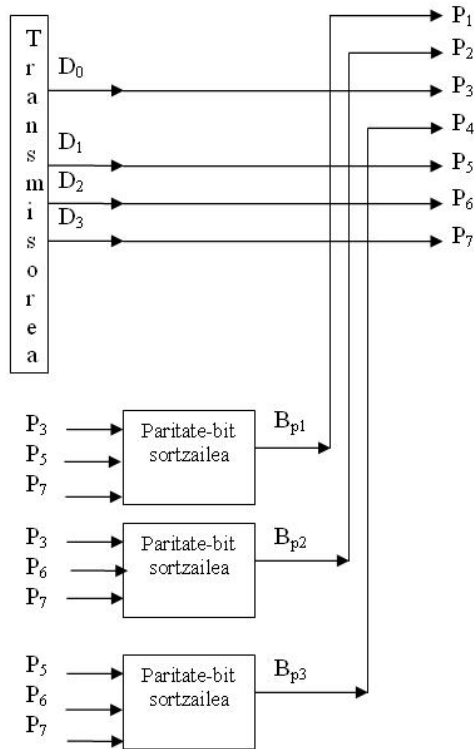 Transmisorea
D₀
D₁
D₂
D₃
P₁
P₂
P₃
P₄
P₅
P₆
P₇
P₃
P₅
P₇
Paritate-bit
sortzailea
Bp1
P₃
P₆
P₇
Paritate-bit
sortzailea
Bp2
P₅
P₆
P₇
Paritate-bit
sortzailea
Bp3